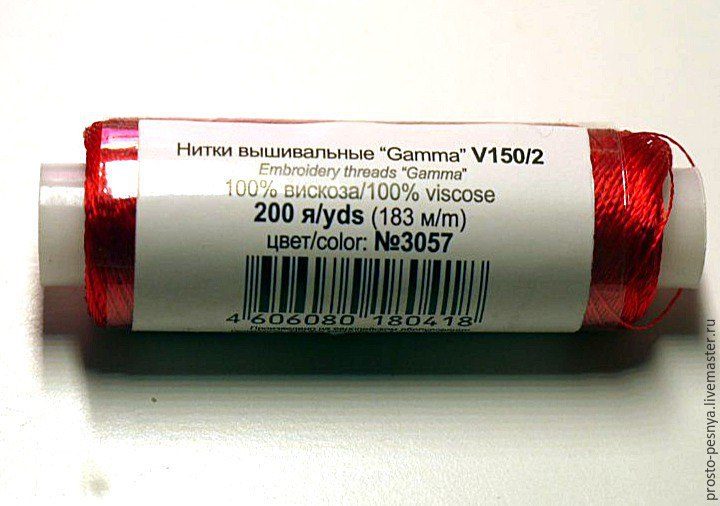 Нитки вышивальные "Gamma" V150/2
Embroidery threads "Gamma"
100% вискоза/100% viscose
200 я/yds (183 м/m)
цвет/color: №3057
4 606080 180418
prosto-pesnya.livemaster.ru